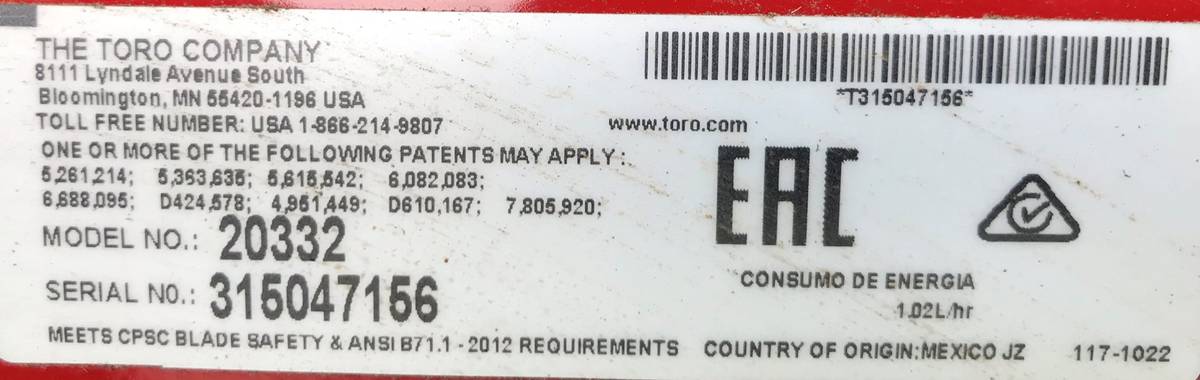 THE TORO COMPANY
8111 Lyndale Avenue South
Bloomington, MN 55420-1196 USA
TOLL FREE NUMBER: USA 1-866-214-9807
www.toro.com
*T315047156*
ONE OR MORE OF THE FOLLOWING PATENTS MAY APPLY:
5,261,214; 5,363,635; 5,615,542; 6,082,083;
6,688,095; D424,578; 4,951,449; D610,167; 7,805,920;
MODEL NO.: 20332
SERIAL NO.: 315047156
EAC
CONSUMO DE ENERGIA
1.02L/hr
MEETS CPSC BLADE SAFETY & ANSI B71.1 - 2012 REQUIREMENTS COUNTRY OF ORIGIN:MEXICO JZ 117-1022